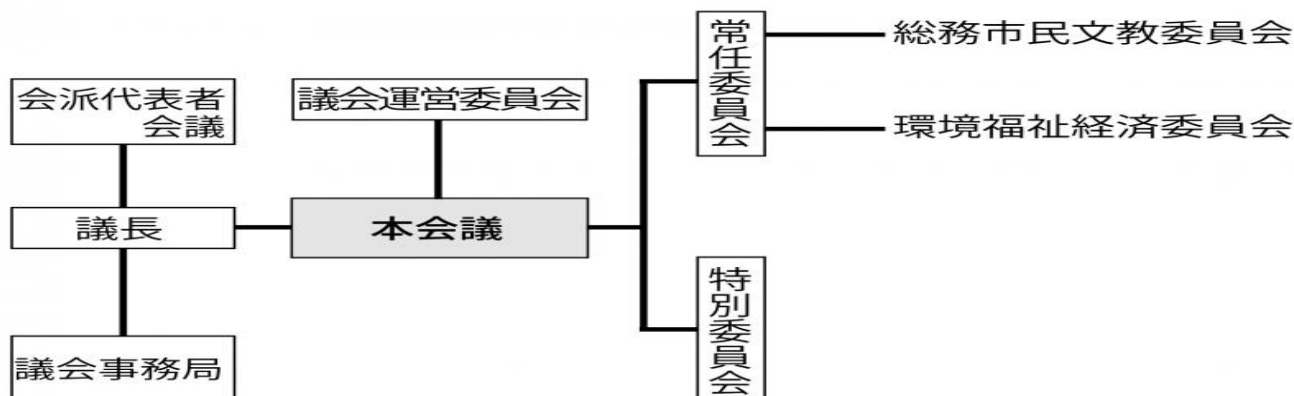 会派代表者
会議
議長
議会事務局
議会運営委員会
本会議
常任委員会
総務市民文教委員会
環境福祉経済委員会
特別委員会